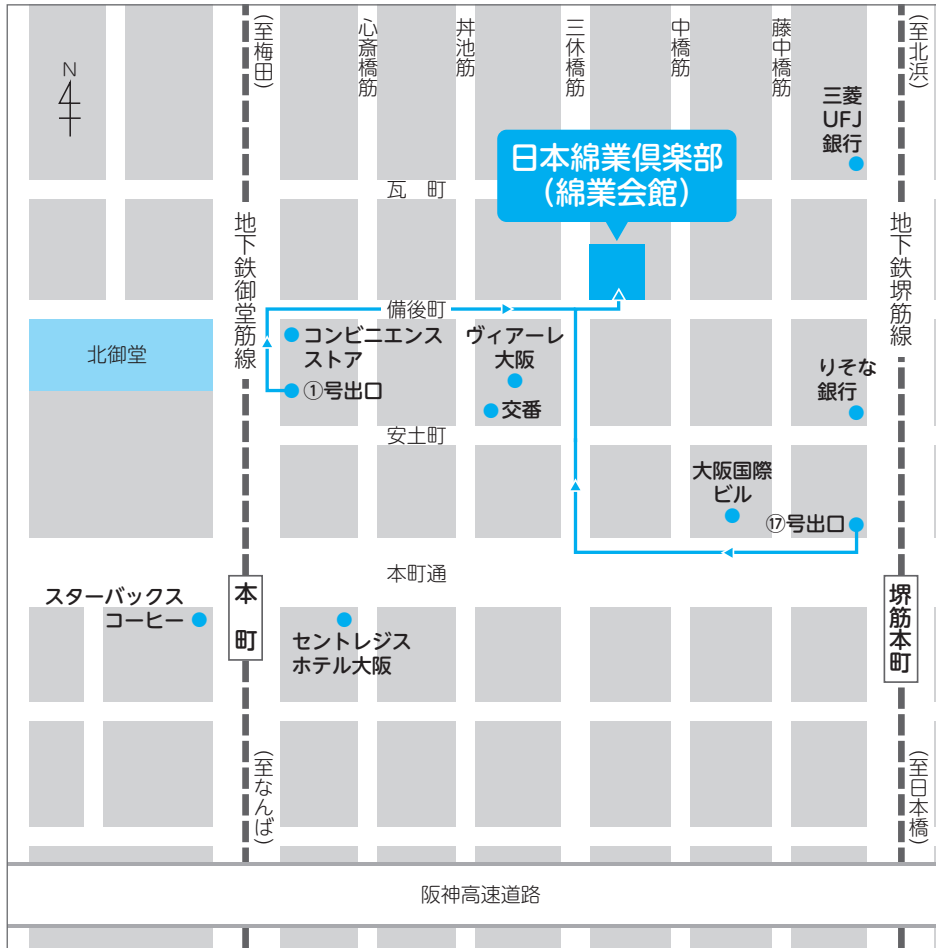 N
(至梅田)
心斎橋筋
丼池筋
三休橋筋
中橋筋
藤中橋筋
(至北浜)
三菱
UFJ
銀行
日本綿業倶楽部
(綿業会館)
瓦 町
地下鉄御堂筋線
地下鉄堺筋線
備後町
北御堂
コンビニエンス
ストア
①号出口
ヴィアーレ
大阪
交番
りそな
銀行
安土町
大阪国際
ビル
⑰号出口
本町通
スターバックス
コーヒー
本町
セントレジス
ホテル大阪
堺筋本町
(至なんば)
(至日本橋)
阪神高速道路